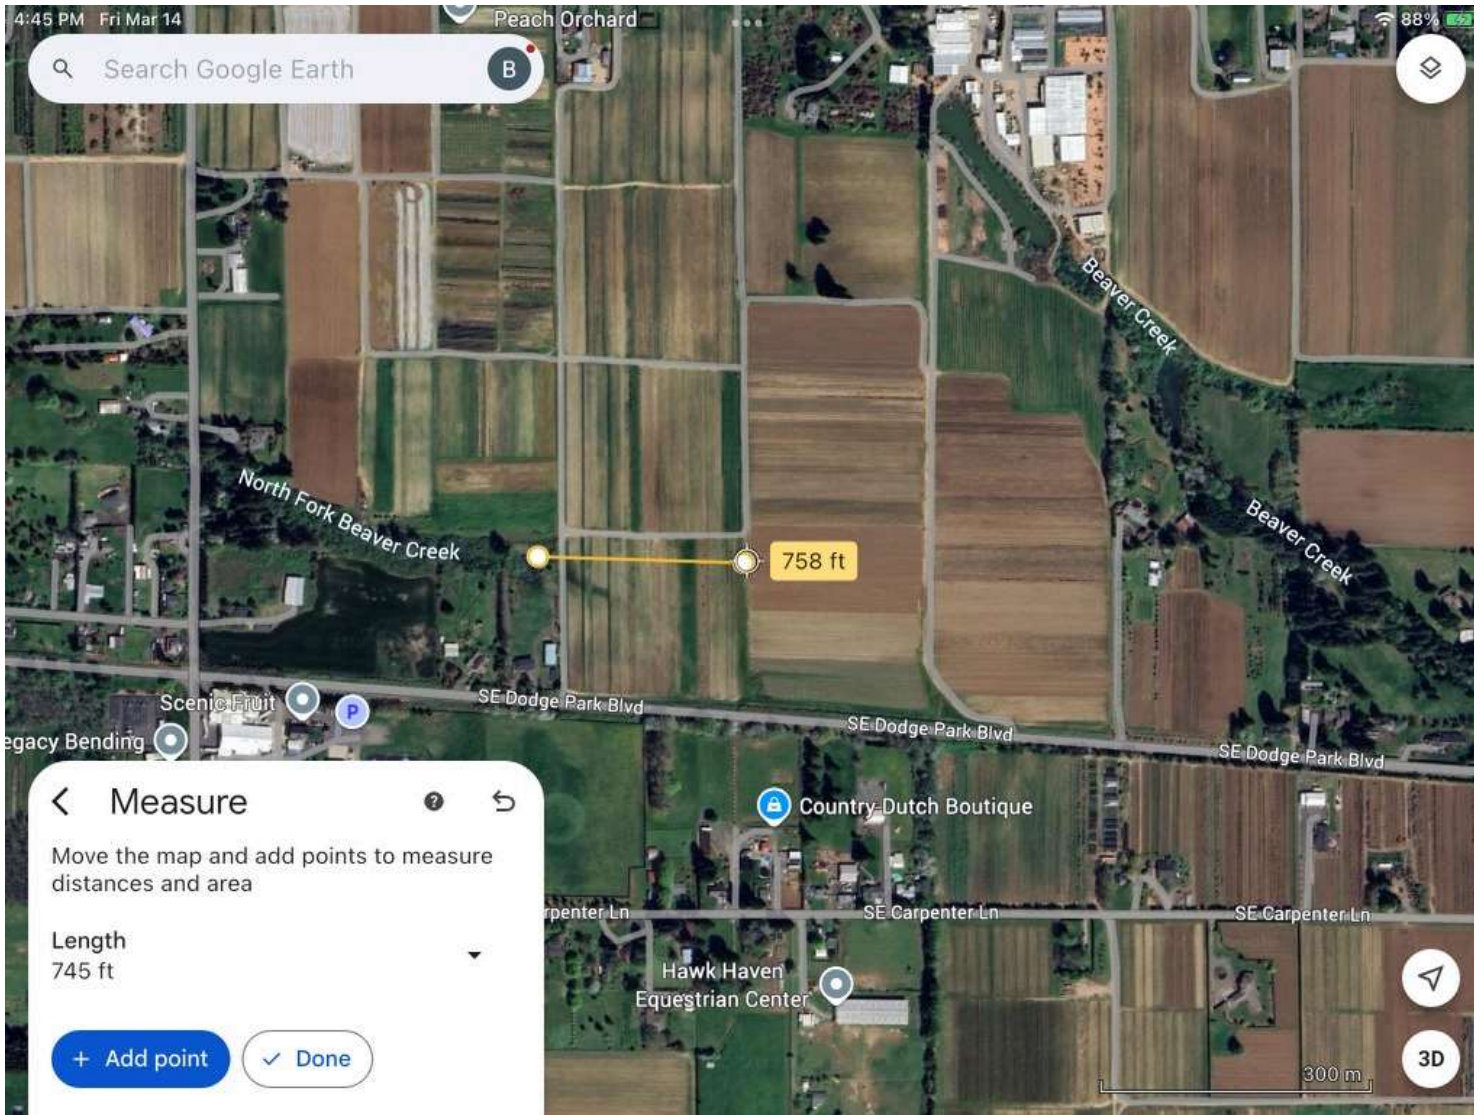 4:45 PM Fri Mar 14
88%
Peach Orchard
Search Google Earth
B
Beaver Creek
North Fork Beaver Creek
Beaver Creek
758 ft
Scenic Fruit
P
SE Dodge Park Blvd
SE Dodge Park Blvd
SE Dodge Park Blvd
egacy Bending
Measure
?
Country Dutch Boutique
Move the map and add points to measure
distances and area
rpenter Ln
SE Carpenter Ln
SE Carpenter Ln
Length
745 ft
Hawk Haven
Equestrian Center
+ Add point
Done
300 m
3D